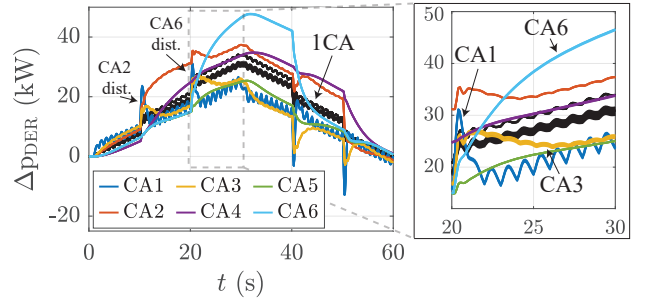 40
20
0
-20
Δp_DER (kW)
CA2
dist.
CA6
dist.
1CA
CA1 CA3 CA5
CA2 CA4 CA6
0 20 40 60
t (s)
50
40
30
20
CA6
CA1
CA3
20 25 30